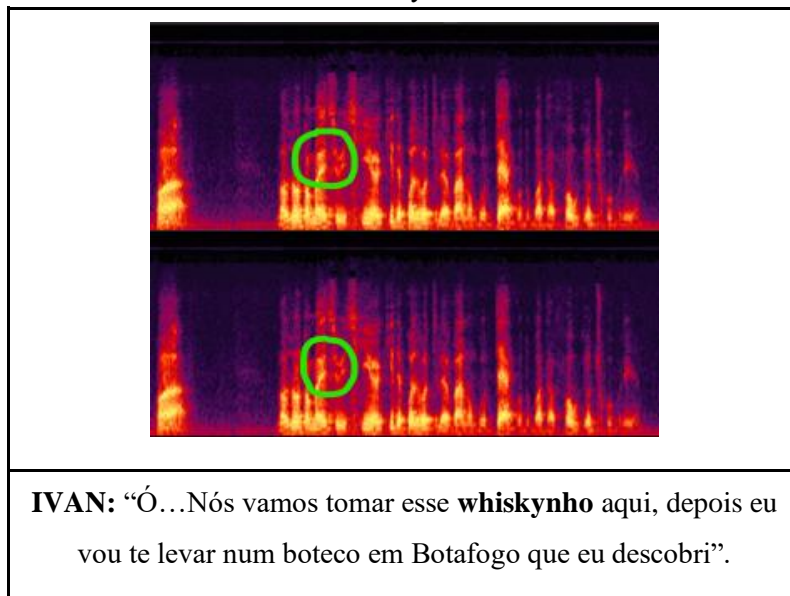 IVAN: “Ó…Nós vamos tomar esse whiskynho aqui, depois eu
vou te levar num boteco em Botafogo que eu descobri”.